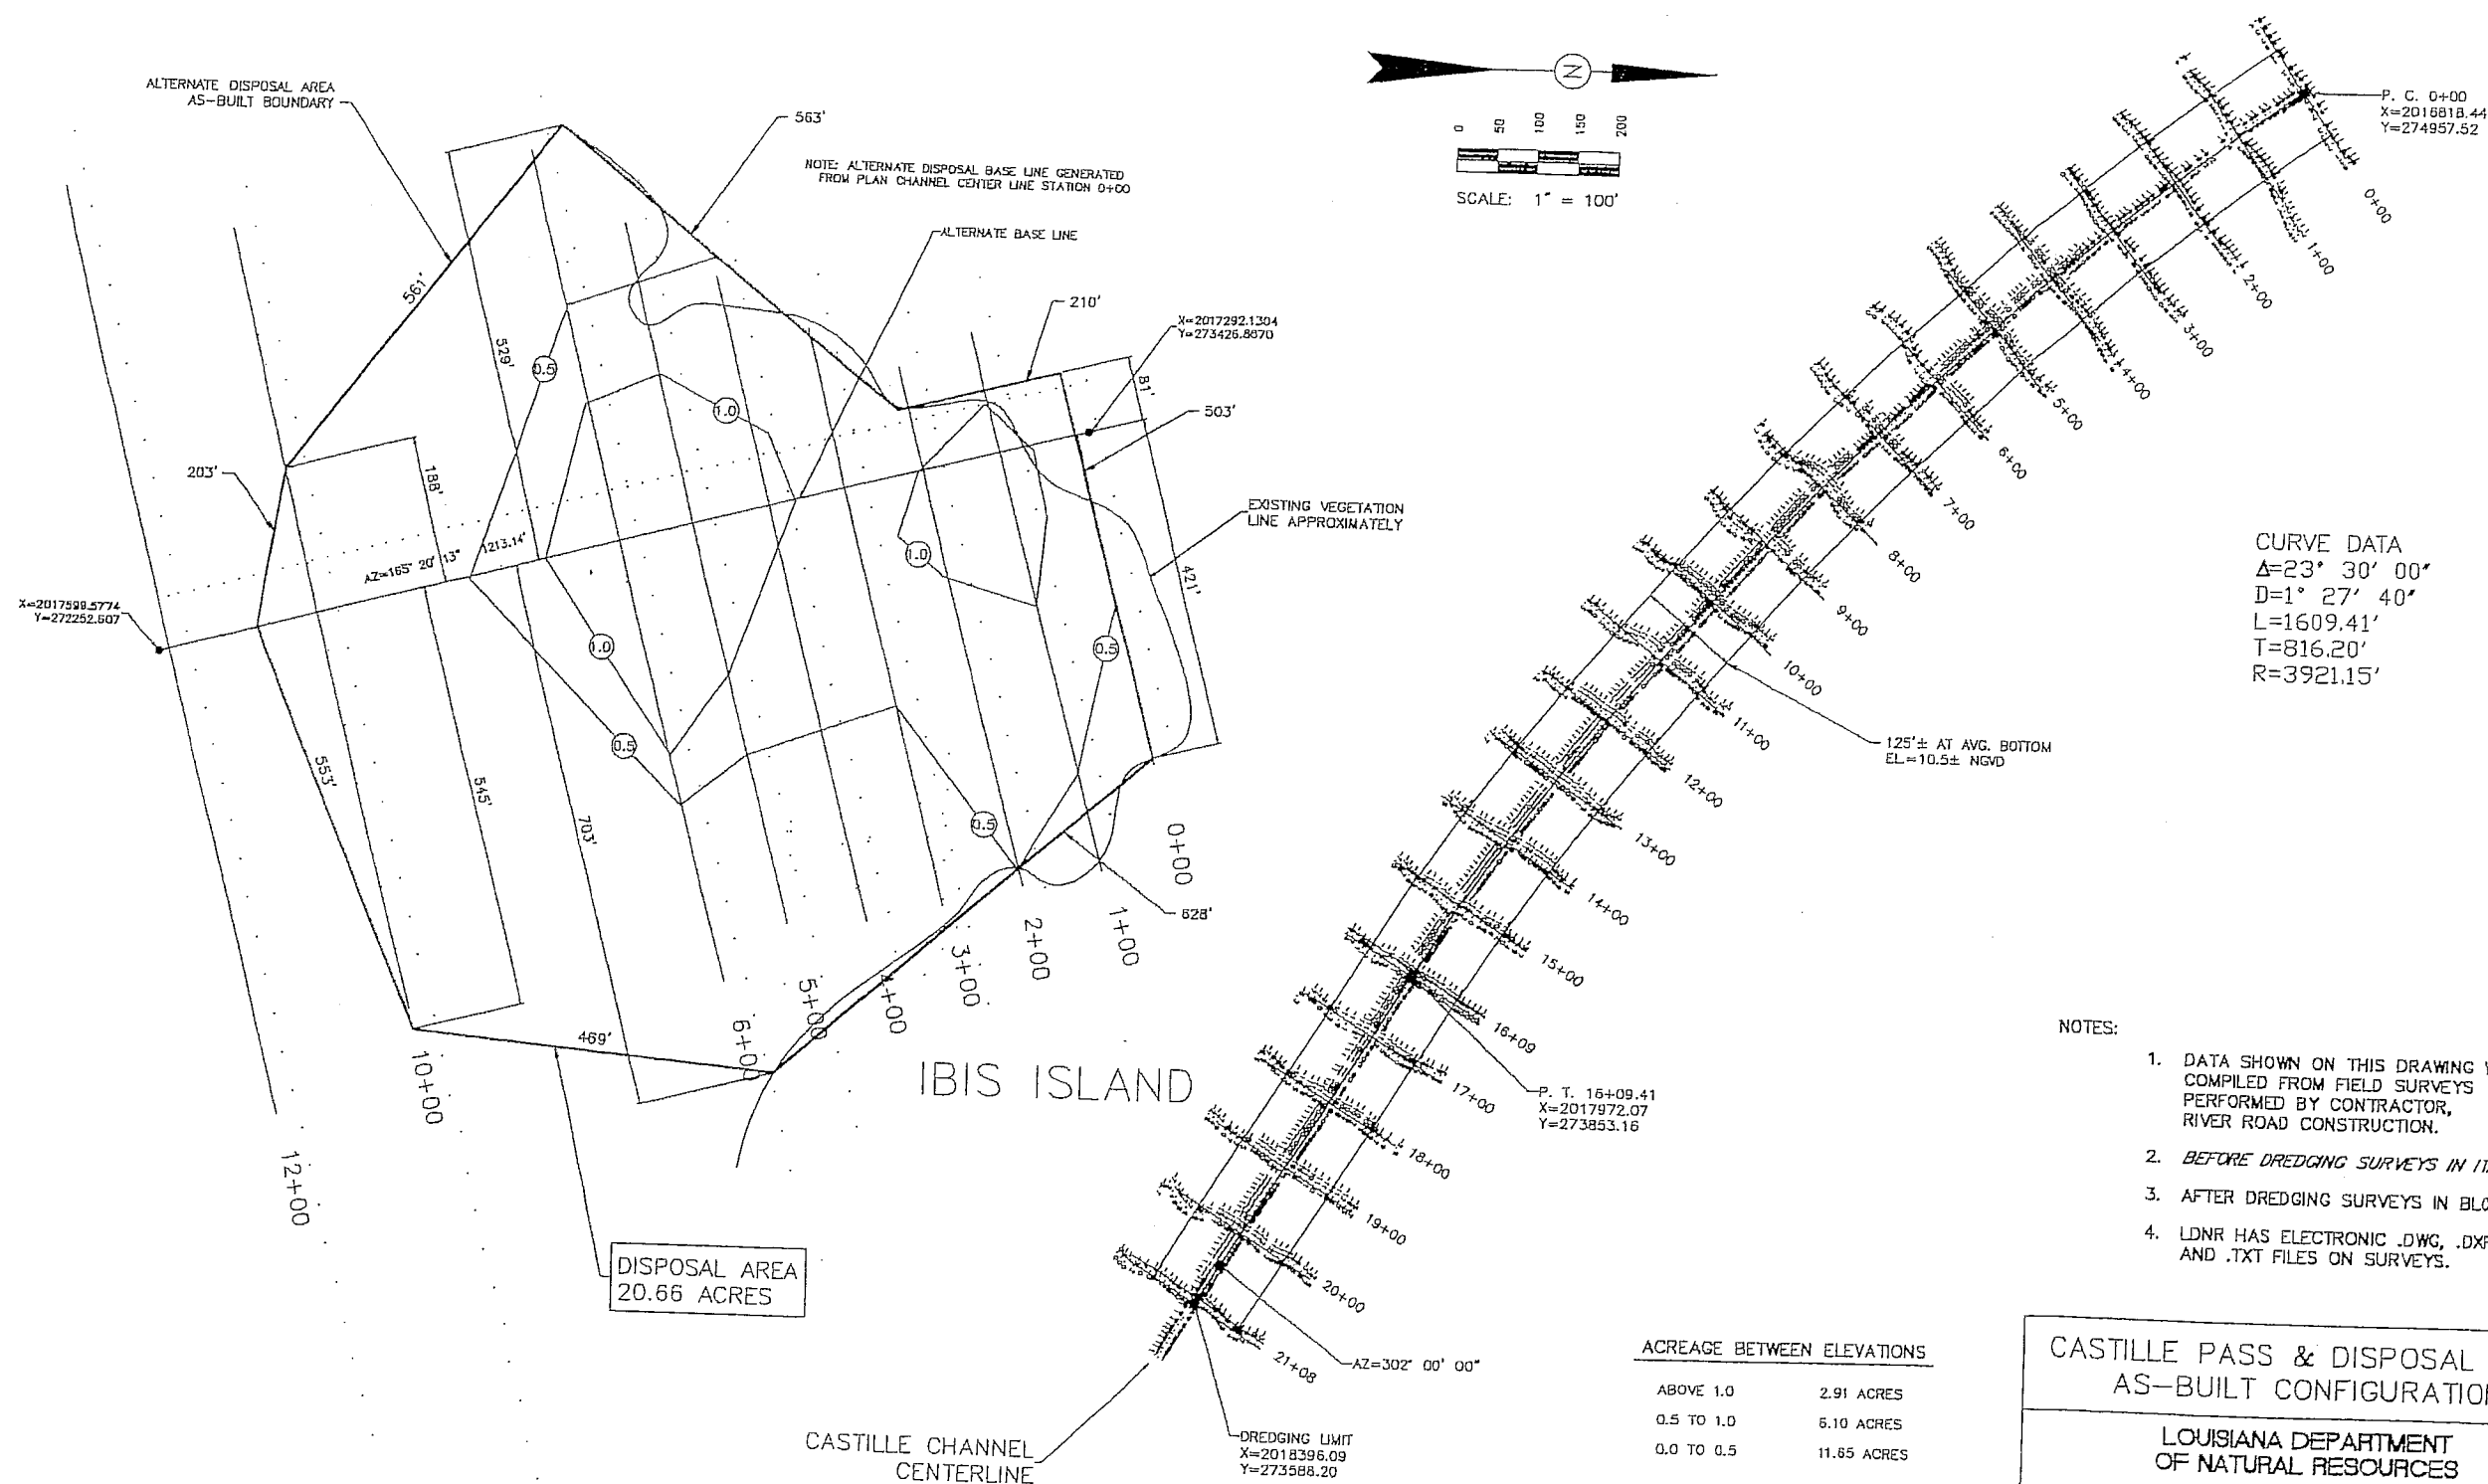 ALTERNATE DISPOSAL AREA
AS-BUILT BOUNDARY
563'
NOTE: ALTERNATE DISPOSAL BASE LINE GENERATED
FROM PLAN CHANNEL CENTER LINE STATION 0+00
ALTERNATE BASE LINE
561'
529'
0.5
1.0
210'
X=2017292.1304
Y=273426.8670
81'
503'
203'
188'
EXISTING VEGETATION
LINE APPROXIMATELY
1.0
AZ=165° 20' 13"
1213.14'
X=2017599.5774
Y=272252.607
421'
1.0
0.5
0.5
553'
545'
703'
0.5
628'
469'
0+00
1+00
2+00
3+00
4+00
5+00
6+00
10+00
12+00
IBIS ISLAND
DISPOSAL AREA
20.66 ACRES
N
0 50 100 150 200
SCALE: 1" = 100'
P. C. 0+00
X=2016818.44
Y=274957.52
0+00
1+00
2+00
3+00
4+00
5+00
6+00
7+00
8+00
9+00
10+00
11+00
12+00
13+00
14+00
15+00
16+09
17+00
18+00
19+00
20+00
21+08
CURVE DATA
Δ=23° 30' 00"
D=1° 27' 40"
L=1609.41'
T=816.20'
R=3921.15'
125'± AT AVG. BOTTOM
EL=10.5± NGVD
P. T. 16+09.41
X=2017972.07
Y=273853.16
AZ=302° 00' 00"
DREDGING LIMIT
X=2018396.09
Y=273588.20
CASTILLE CHANNEL
CENTERLINE
NOTES:
1. DATA SHOWN ON THIS DRAWING
COMPILED FROM FIELD SURVEYS
PERFORMED BY CONTRACTOR,
RIVER ROAD CONSTRUCTION.
2. BEFORE DREDGING SURVEYS IN
3. AFTER DREDGING SURVEYS IN
4. LDNR HAS ELECTRONIC .DWG, .DXF
AND .TXT FILES ON SURVEYS.
ACREAGE BETWEEN ELEVATIONS
ABOVE 1.0 2.91 ACRES
0.5 TO 1.0 6.10 ACRES
0.0 TO 0.5 11.65 ACRES
CASTILLE PASS & DISPOSAL
AS-BUILT CONFIGURATION
LOUISIANA DEPARTMENT
OF NATURAL RESOURCES